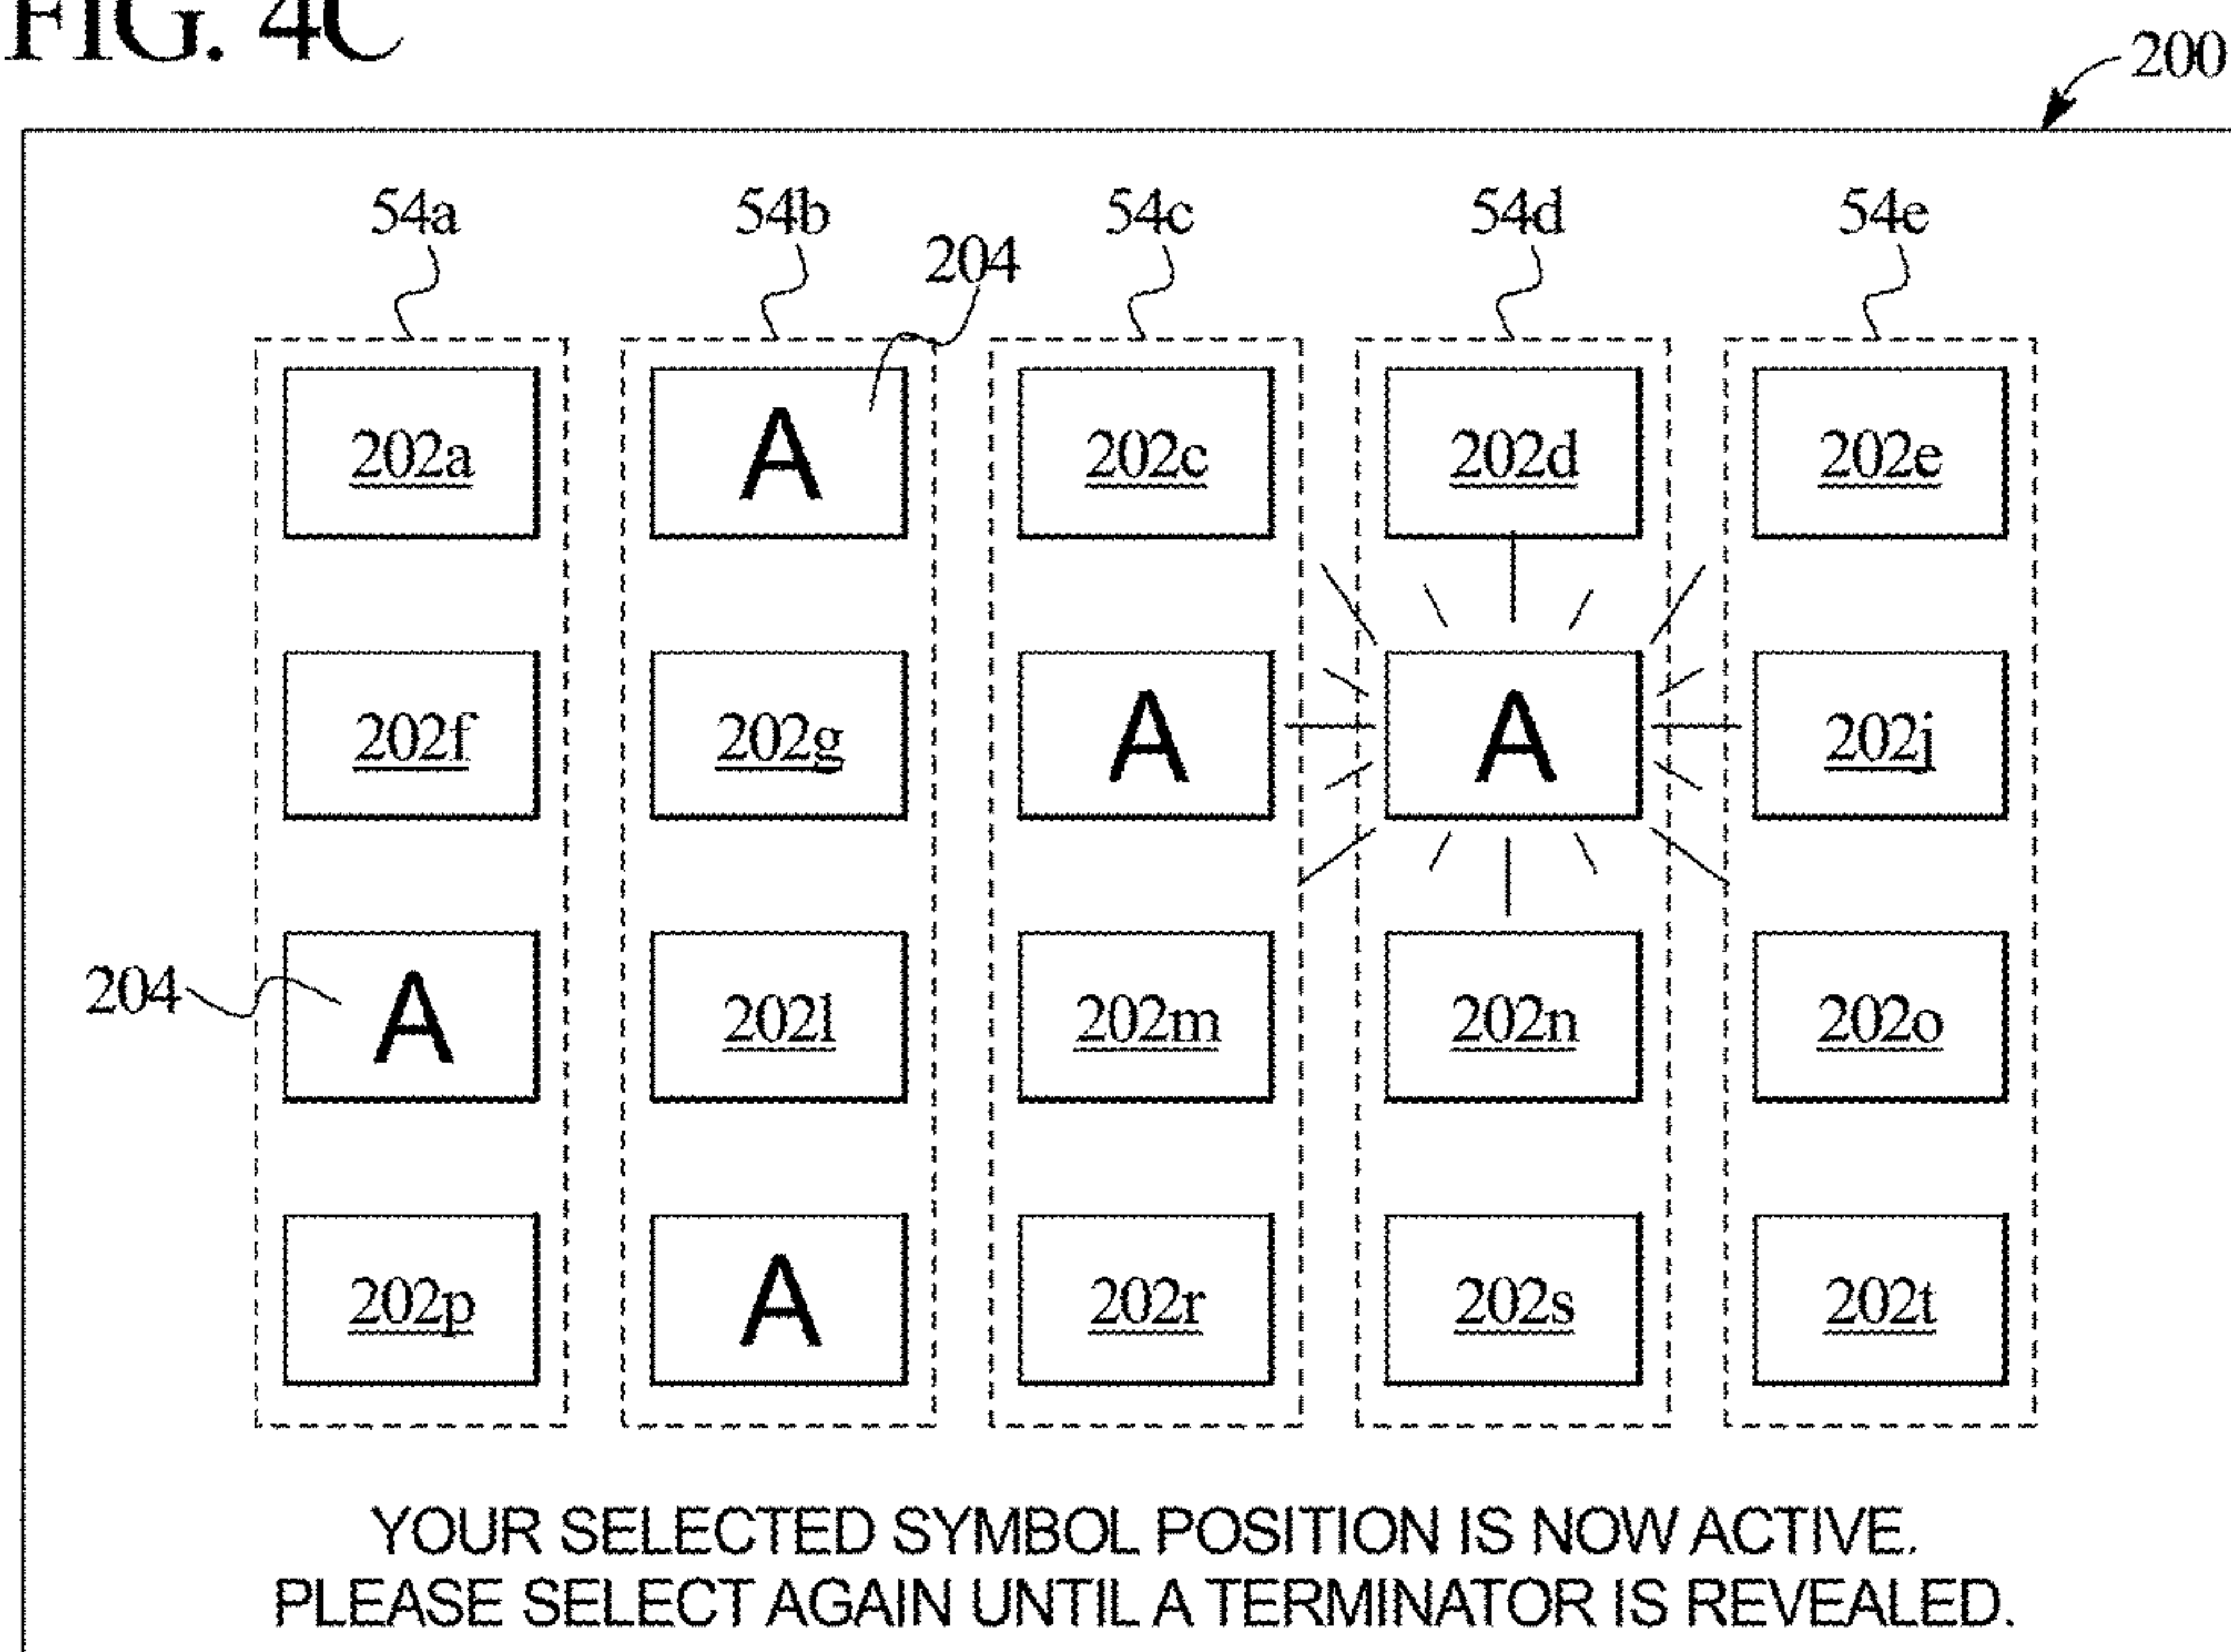 FIG. 4C
200
54a 54b 54c 54d 54e
204
202a A 202c 202d 202e
202f 202g A A 202j
204 A 202l 202m 202n 202o
202p A 202r 202s 202t
YOUR SELECTED SYMBOL POSITION IS NOW ACTIVE.
PLEASE SELECT AGAIN UNTIL A TERMINATOR IS REVEALED.